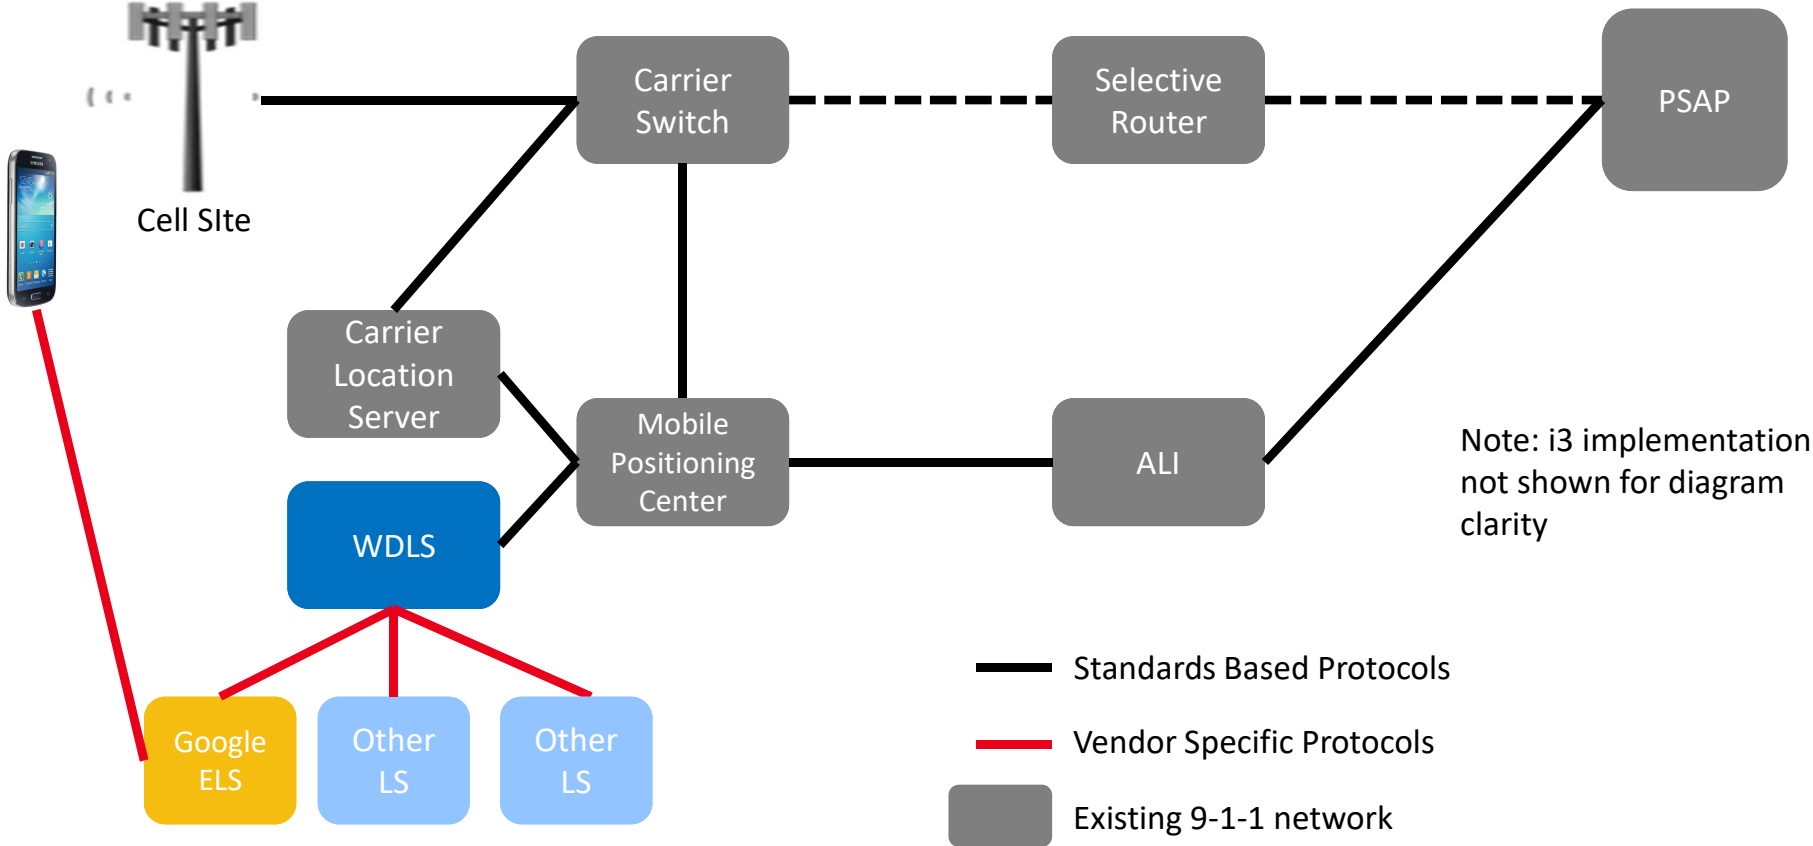 Carrier
Switch
Selective
Router
PSAP
Cell SIte
Carrier
Location
Server
Mobile
Positioning
Center
ALI
Note: i3 implementation
not shown for diagram
clarity
WDLS
Google
ELS
Other
LS
Other
LS
Standards Based Protocols
Vendor Specific Protocols
Existing 9-1-1 network